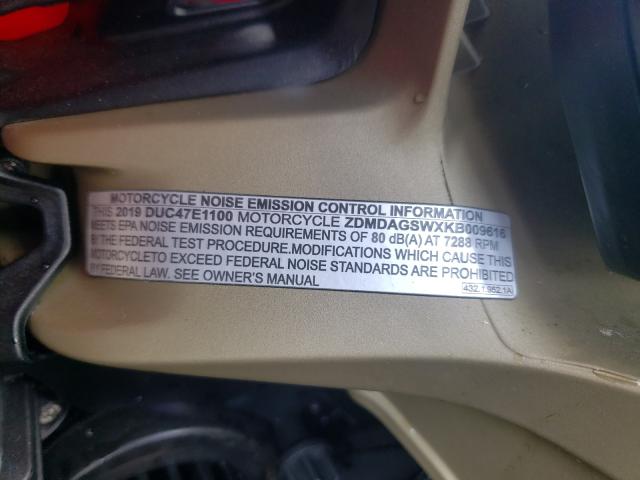 MOTORCYCLE NOISE EMISSION CONTROL INFORMATION
THIS 2019 DUC47E1100 MOTORCYCLE ZDMDAGSWXKB009616
MEETS EPA NOISE EMISSION REQUIREMENTS OF 80 dB(A) AT 7288 RPM
BY THE FEDERAL TEST PROCEDURE.MODIFICATIONS WHICH CAUSE THIS
MOTORCYCLETO EXCEED FEDERAL NOISE STANDARDS ARE PROHIBITED
BY FEDERAL LAW. SEE OWNER'S MANUAL
432.1.952.1A